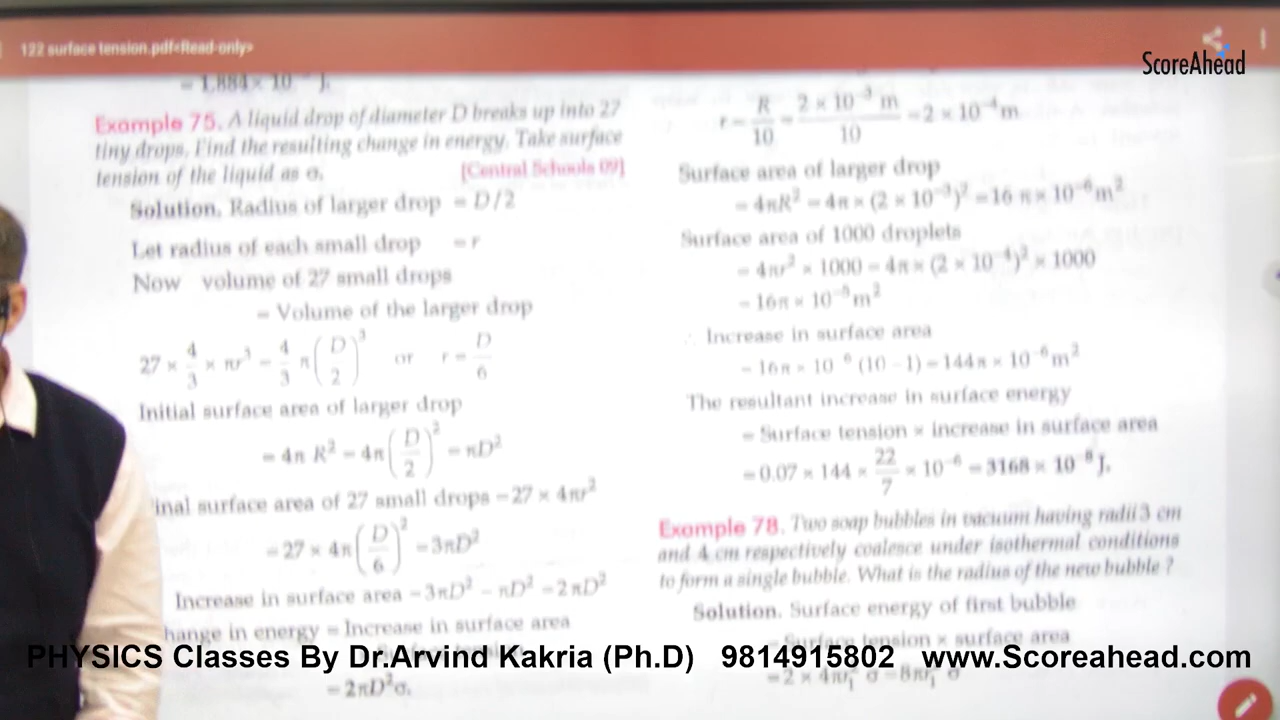 122 surface tension.pdf<Read-only>
ScoreAhead
= 1.884 × 10 J.
Example 75. A liquid drop of diameter D breaks up into 27
tiny drops. Find the resulting change in energy. Take surface
tension of the liquid as σ. [Central Schools 09]
Solution. Radius of larger drop = D/2
Let radius of each small drop = r
Now volume of 27 small drops
= Volume of the larger drop
27 × 4/3 × πr³ = 4/3 π (D/2)³ or r = D/6
Initial surface area of larger drop
= 4π R² = 4π (D/2)² = πD²
inal surface area of 27 small drops = 27 × 4πr²
= 27 × 4π (D/6)² = 3πD²
Increase in surface area = 3πD² − πD² = 2πD²
hange in energy = Increase in surface area
= 2πD²σ.
r = R/10 = 2 × 10⁻³ m/10 = 2 × 10⁻⁴ m
Surface area of larger drop
= 4πR² = 4π × (2 × 10⁻³)² = 16 π × 10⁻⁶ m²
Surface area of 1000 droplets
= 4πr² × 1000 = 4π × (2 × 10⁻⁴)² × 1000
= 16π × 10⁻⁵ m²
∴ Increase in surface area
= 16π × 10⁻⁶ (10 − 1) = 144π × 10⁻⁶ m²
The resultant increase in surface energy
= Surface tension × increase in surface area
= 0.07 × 144 × 22/7 × 10⁻⁶ = 3168 × 10⁻⁸ J.
Example 78. Two soap bubbles in vacuum having radii 3 cm
and 4 cm respectively coalesce under isothermal conditions
to form a single bubble. What is the radius of the new bubble ?
Solution. Surface energy of first bubble
= Surface tension × surface area
= 2 × 4πr₁² σ = 8πr₁² σ
PHYSICS Classes By Dr.Arvind Kakria (Ph.D) 9814915802 www.Scoreahead.com